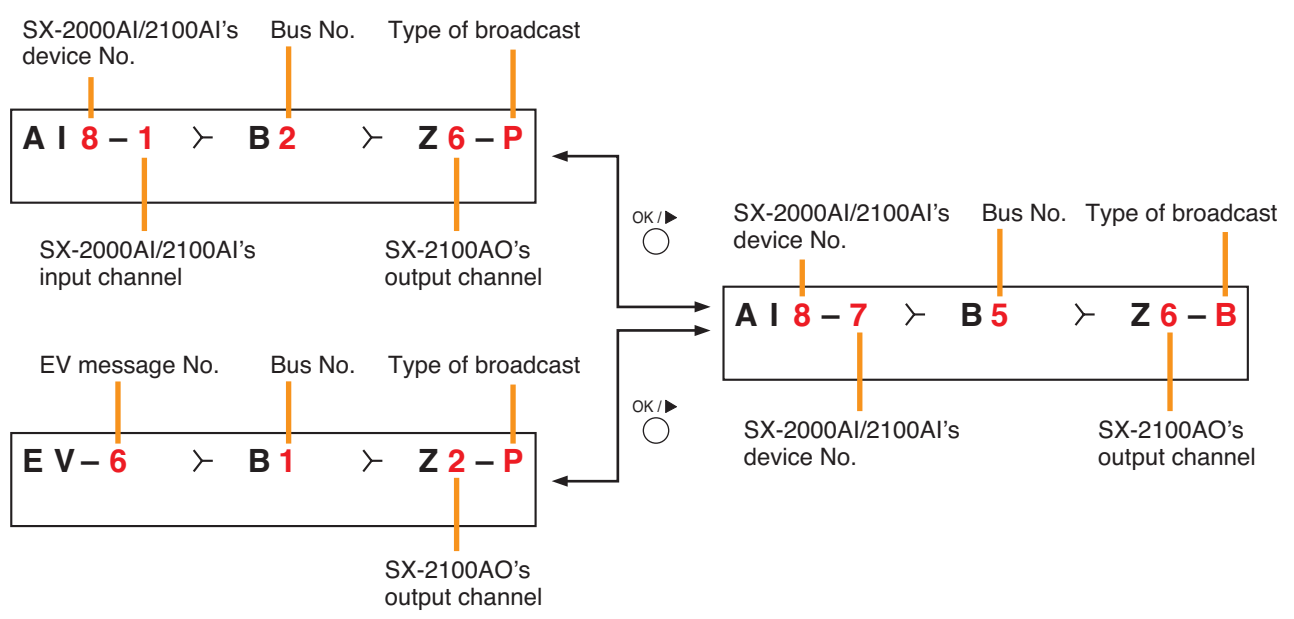 SX-2000AI/2100AI's
device No.
Bus No.
Type of broadcast
A I 8 – 1 ≻ B 2 ≻ Z 6 – P
SX-2000AI/2100AI's
input channel
SX-2100AO's
output channel
OK / ▶
EV message No.
Bus No.
Type of broadcast
E V – 6 ≻ B 1 ≻ Z 2 – P
SX-2100AO's
output channel
OK / ▶
SX-2000AI/2100AI's
device No.
Bus No.
Type of broadcast
A I 8 – 7 ≻ B 5 ≻ Z 6 – B
SX-2000AI/2100AI's
device No.
SX-2100AO's
output channel